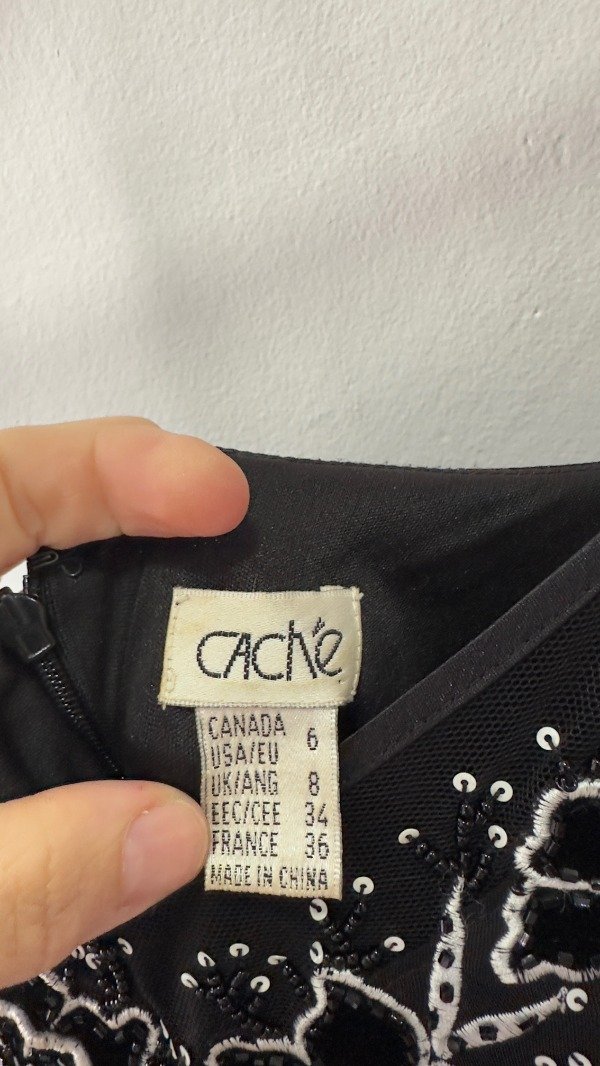 CAChé
CANADA
USA/EU 6
UK/ANG 8
EEC/CEE 34
FRANCE 36
MADE IN CHINA